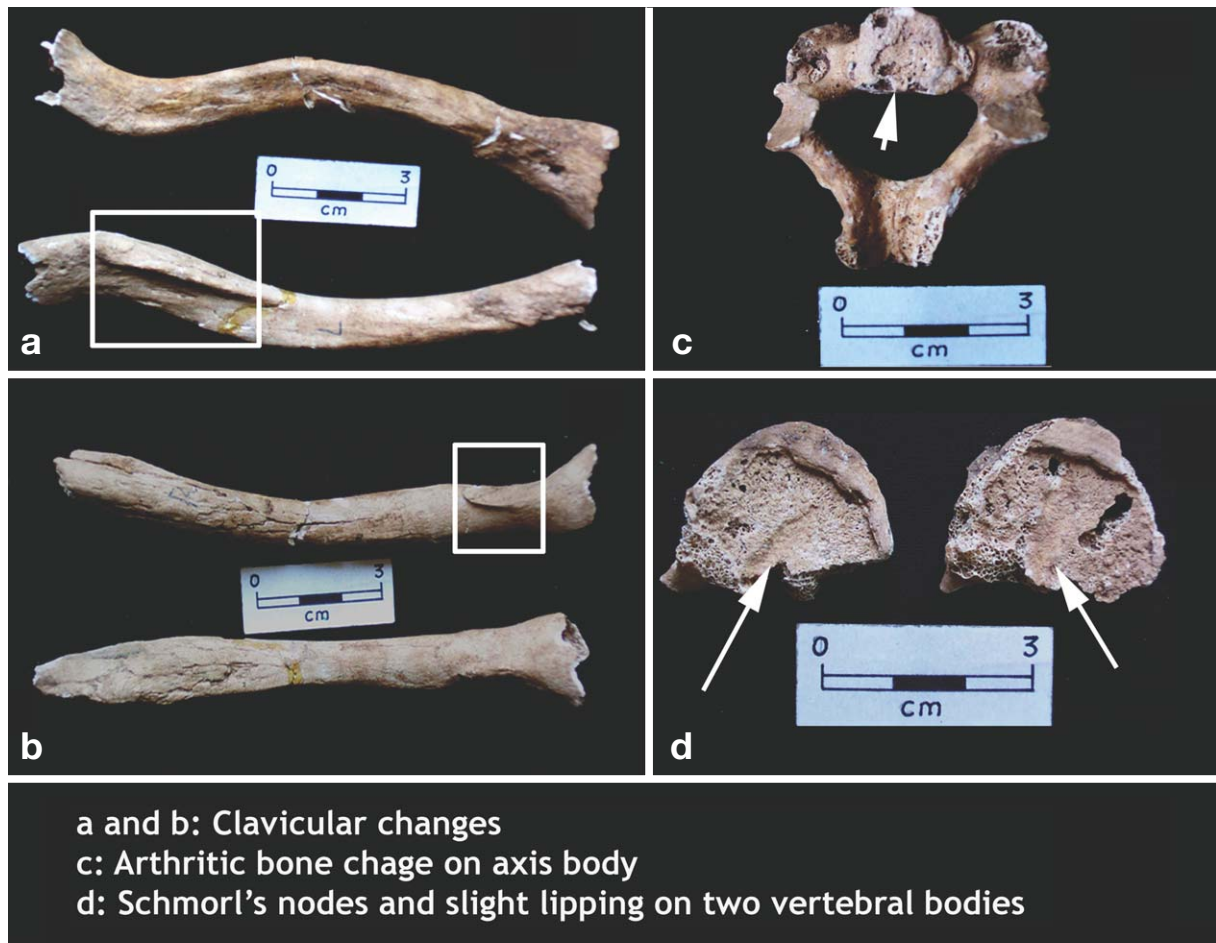 0 3
cm
a
0 3
cm
c
0 3
cm
b
0 3
cm
d
a and b: Clavicular changes
c: Arthritic bone chage on axis body
d: Schmorl's nodes and slight lipping on two vertebral bodies